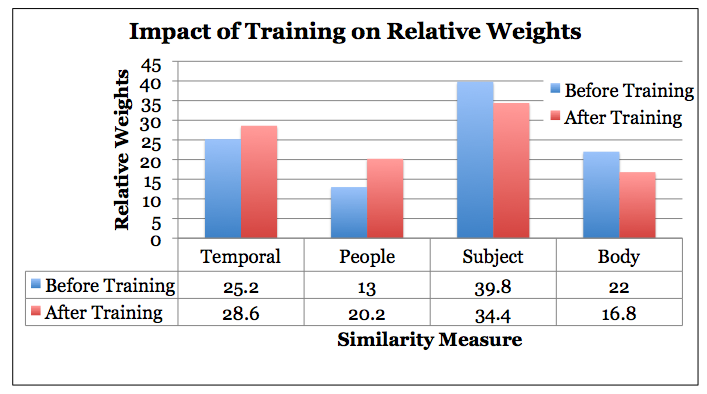 Impact of Training on Relative Weights
Relative Weights
45
40
35
30
25
20
15
10
5
0
Before Training
After Training
Temporal People Subject Body
Before Training 25.2 13 39.8 22
After Training 28.6 20.2 34.4 16.8
Similarity Measure